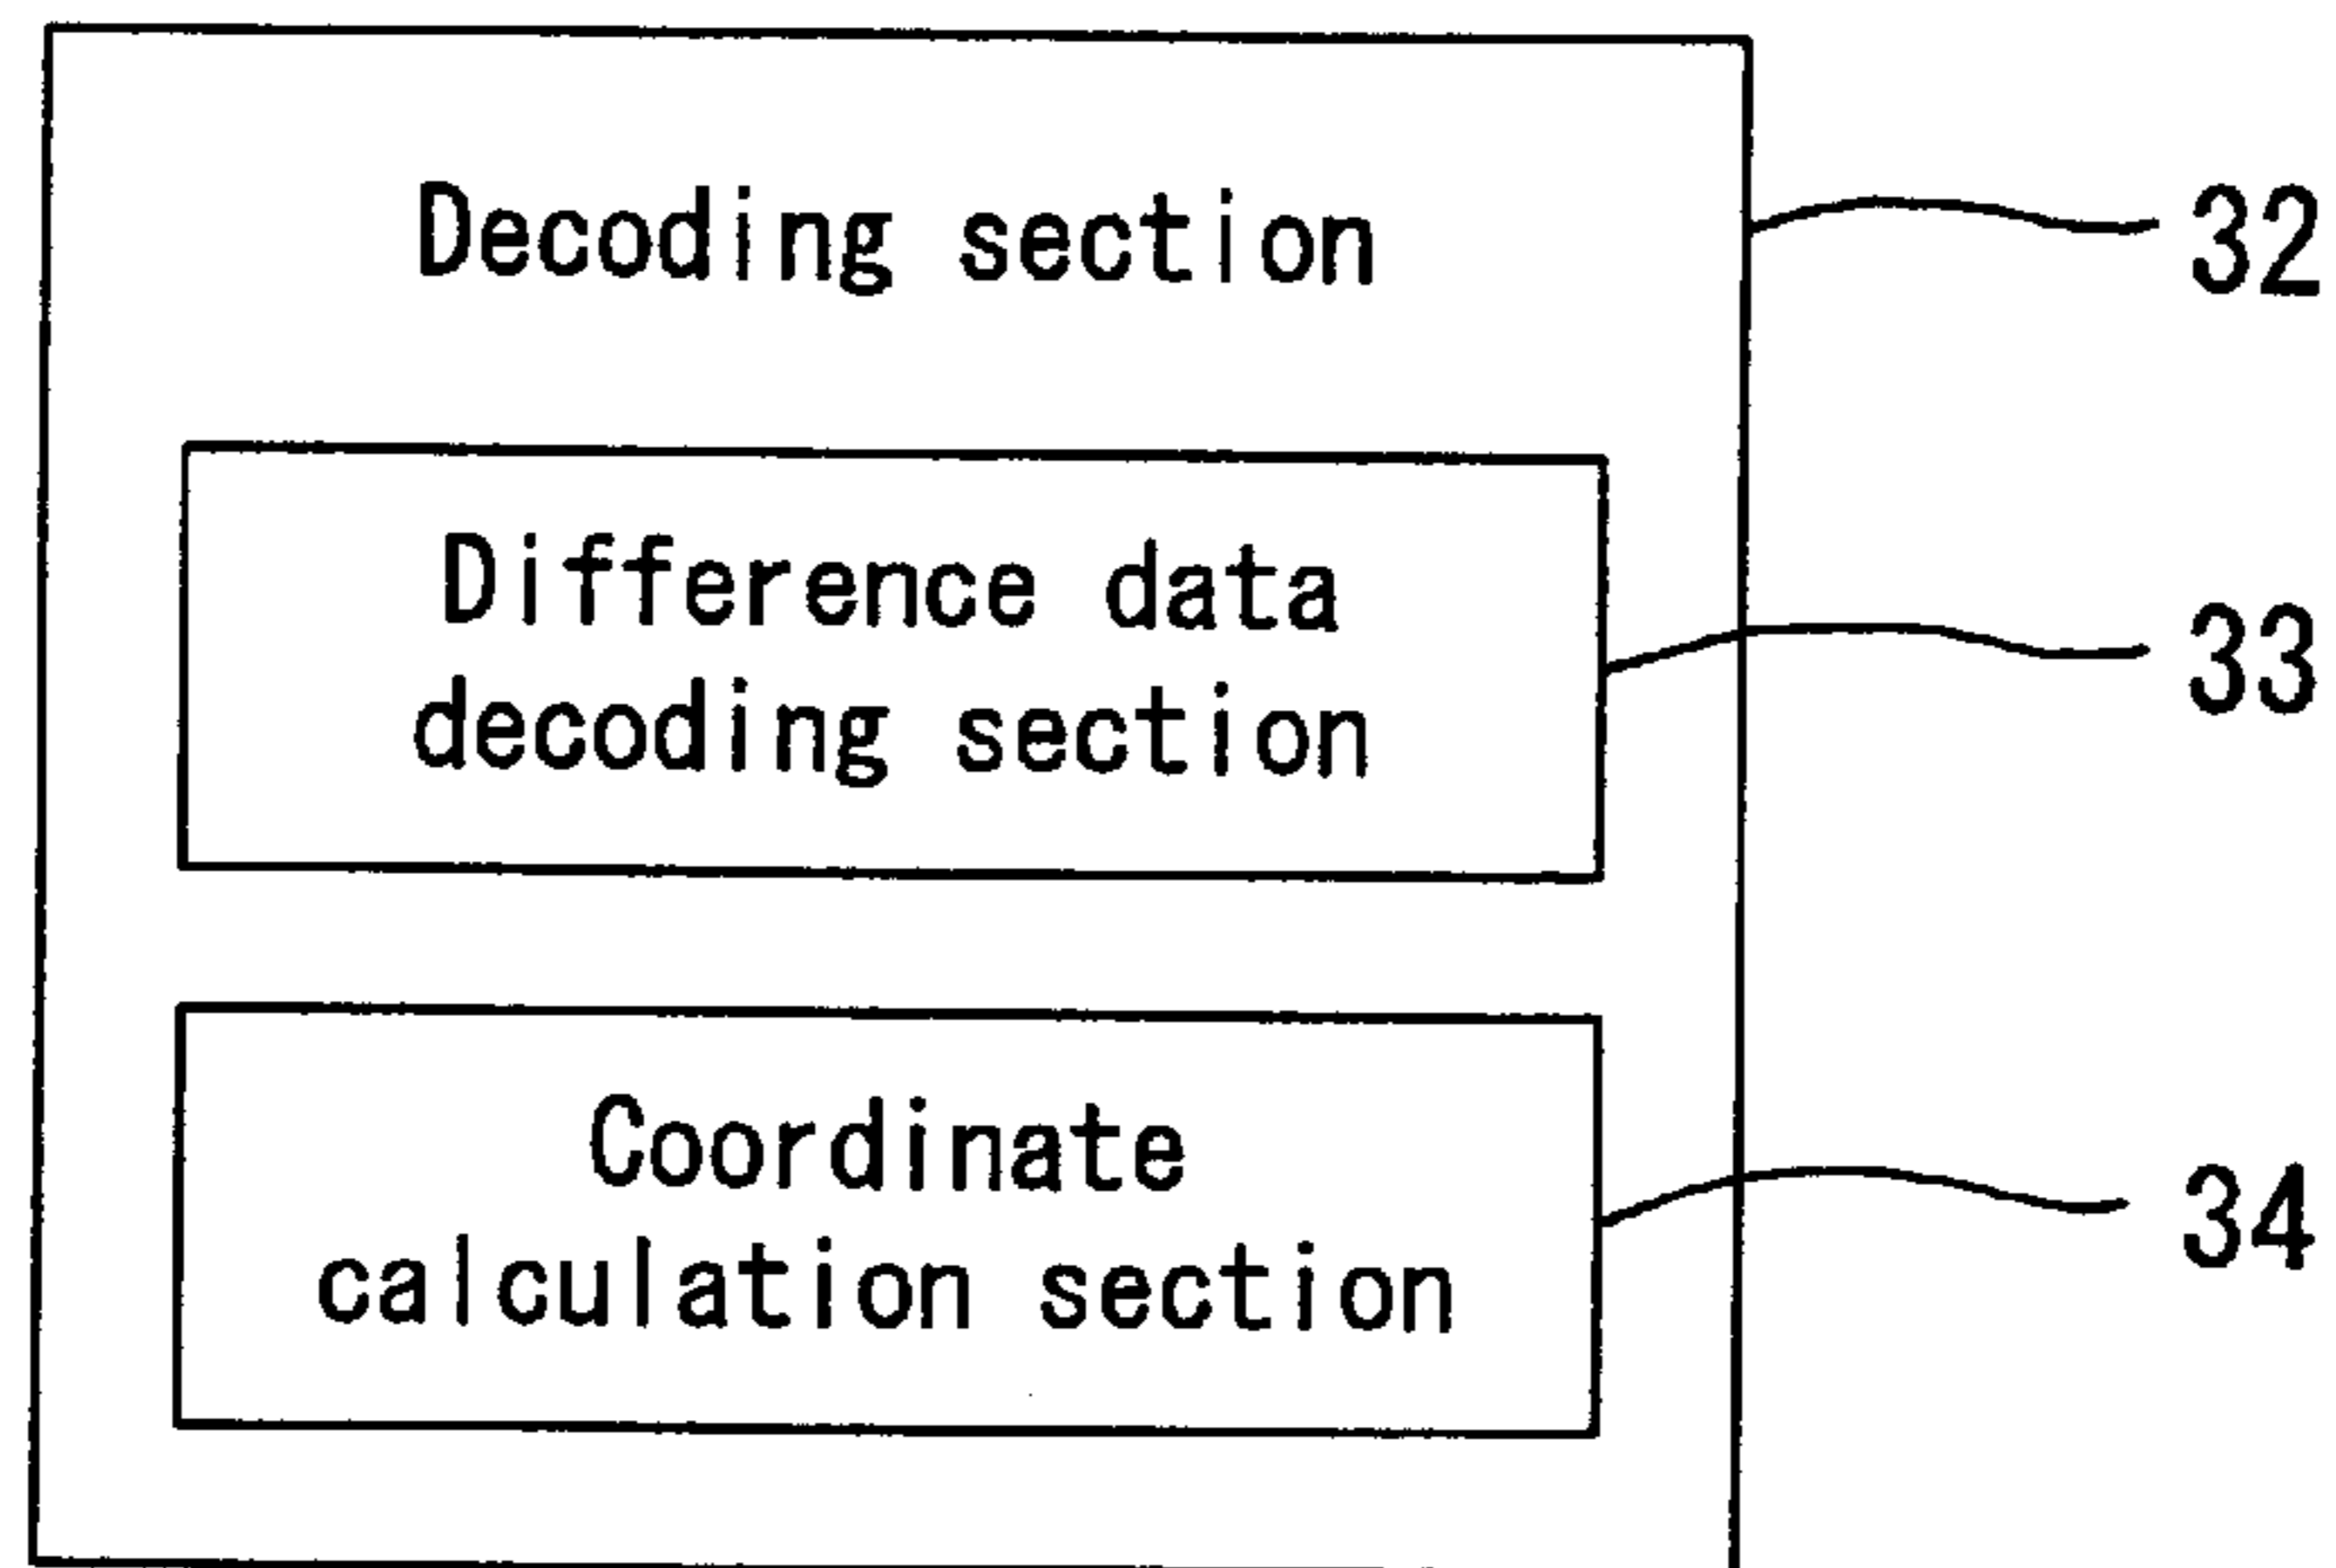 Decoding section
32
Difference data
decoding section
33
Coordinate
calculation section
34